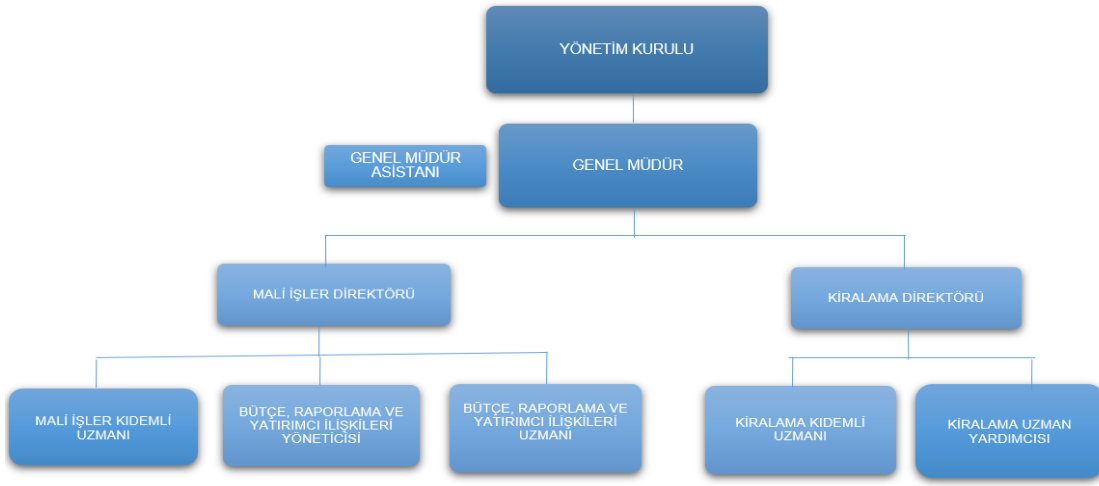 YÖNETİM KURULU
GENEL MÜDÜR
ASİSTANI
GENEL MÜDÜR
MALİ İŞLER DİREKTÖRÜ
KİRALAMA DİREKTÖRÜ
MALİ İŞLER KIDEMLİ
UZMANI
BÜTÇE, RAPORLAMA VE
YATIRIMCI İLİŞKİLERİ
YÖNETİCİSİ
BÜTÇE, RAPORLAMA VE
YATIRIMCI İLİŞKİLERİ
UZMANI
KİRALAMA KIDEMLİ
UZMANI
KİRALAMA UZMAN
YARDIMCISI